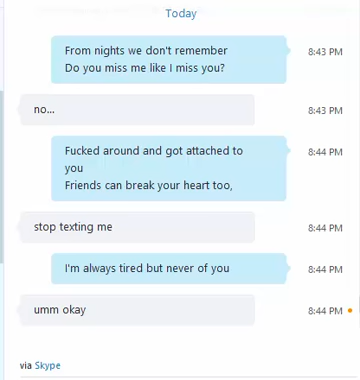 Today
From nights we don't remember
Do you miss me like I miss you?
8:43 PM
no...
8:43 PM
Fucked around and got attached to
you
Friends can break your heart too,
8:44 PM
stop texting me
8:44 PM
I'm always tired but never of you
8:44 PM
umm okay
8:44 PM
via Skype